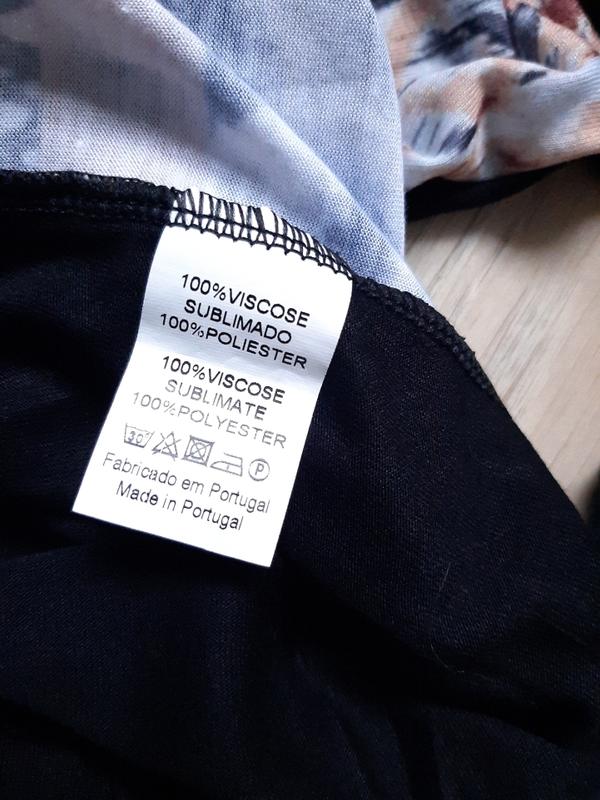 100%VISCOSE
SUBLIMADO
100%POLIESTER
100%VISCOSE
SUBLIMATE
100%POLYESTER
30° P
Fabricado em Portugal
Made in Portugal